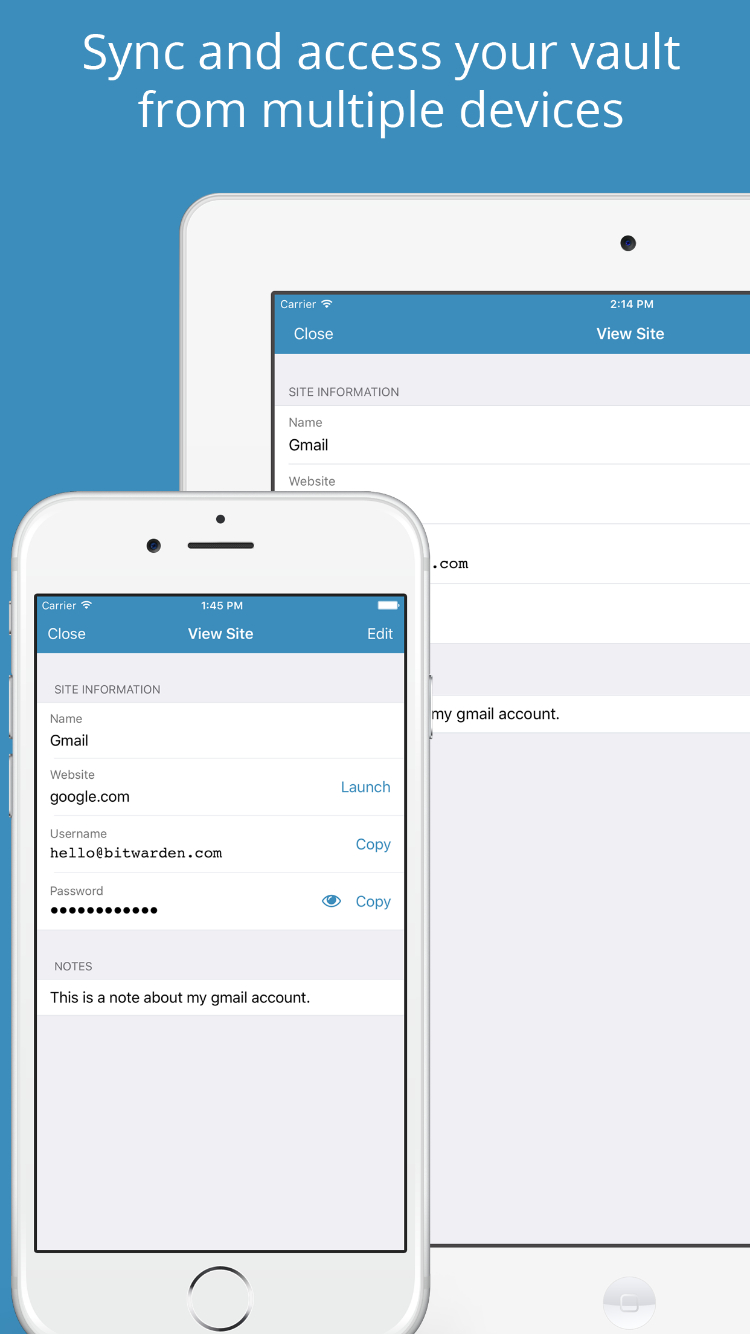 Sync and access your vault
from multiple devices
Carrier 2:14 PM
Close View Site
SITE INFORMATION
Name
Gmail
Website
.com
my gmail account.
Carrier 1:45 PM
Close View Site Edit
SITE INFORMATION
Name
Gmail
Website
google.com Launch
Username
hello@bitwarden.com Copy
Password
●●●●●●●●●●●● Copy
NOTES
This is a note about my gmail account.